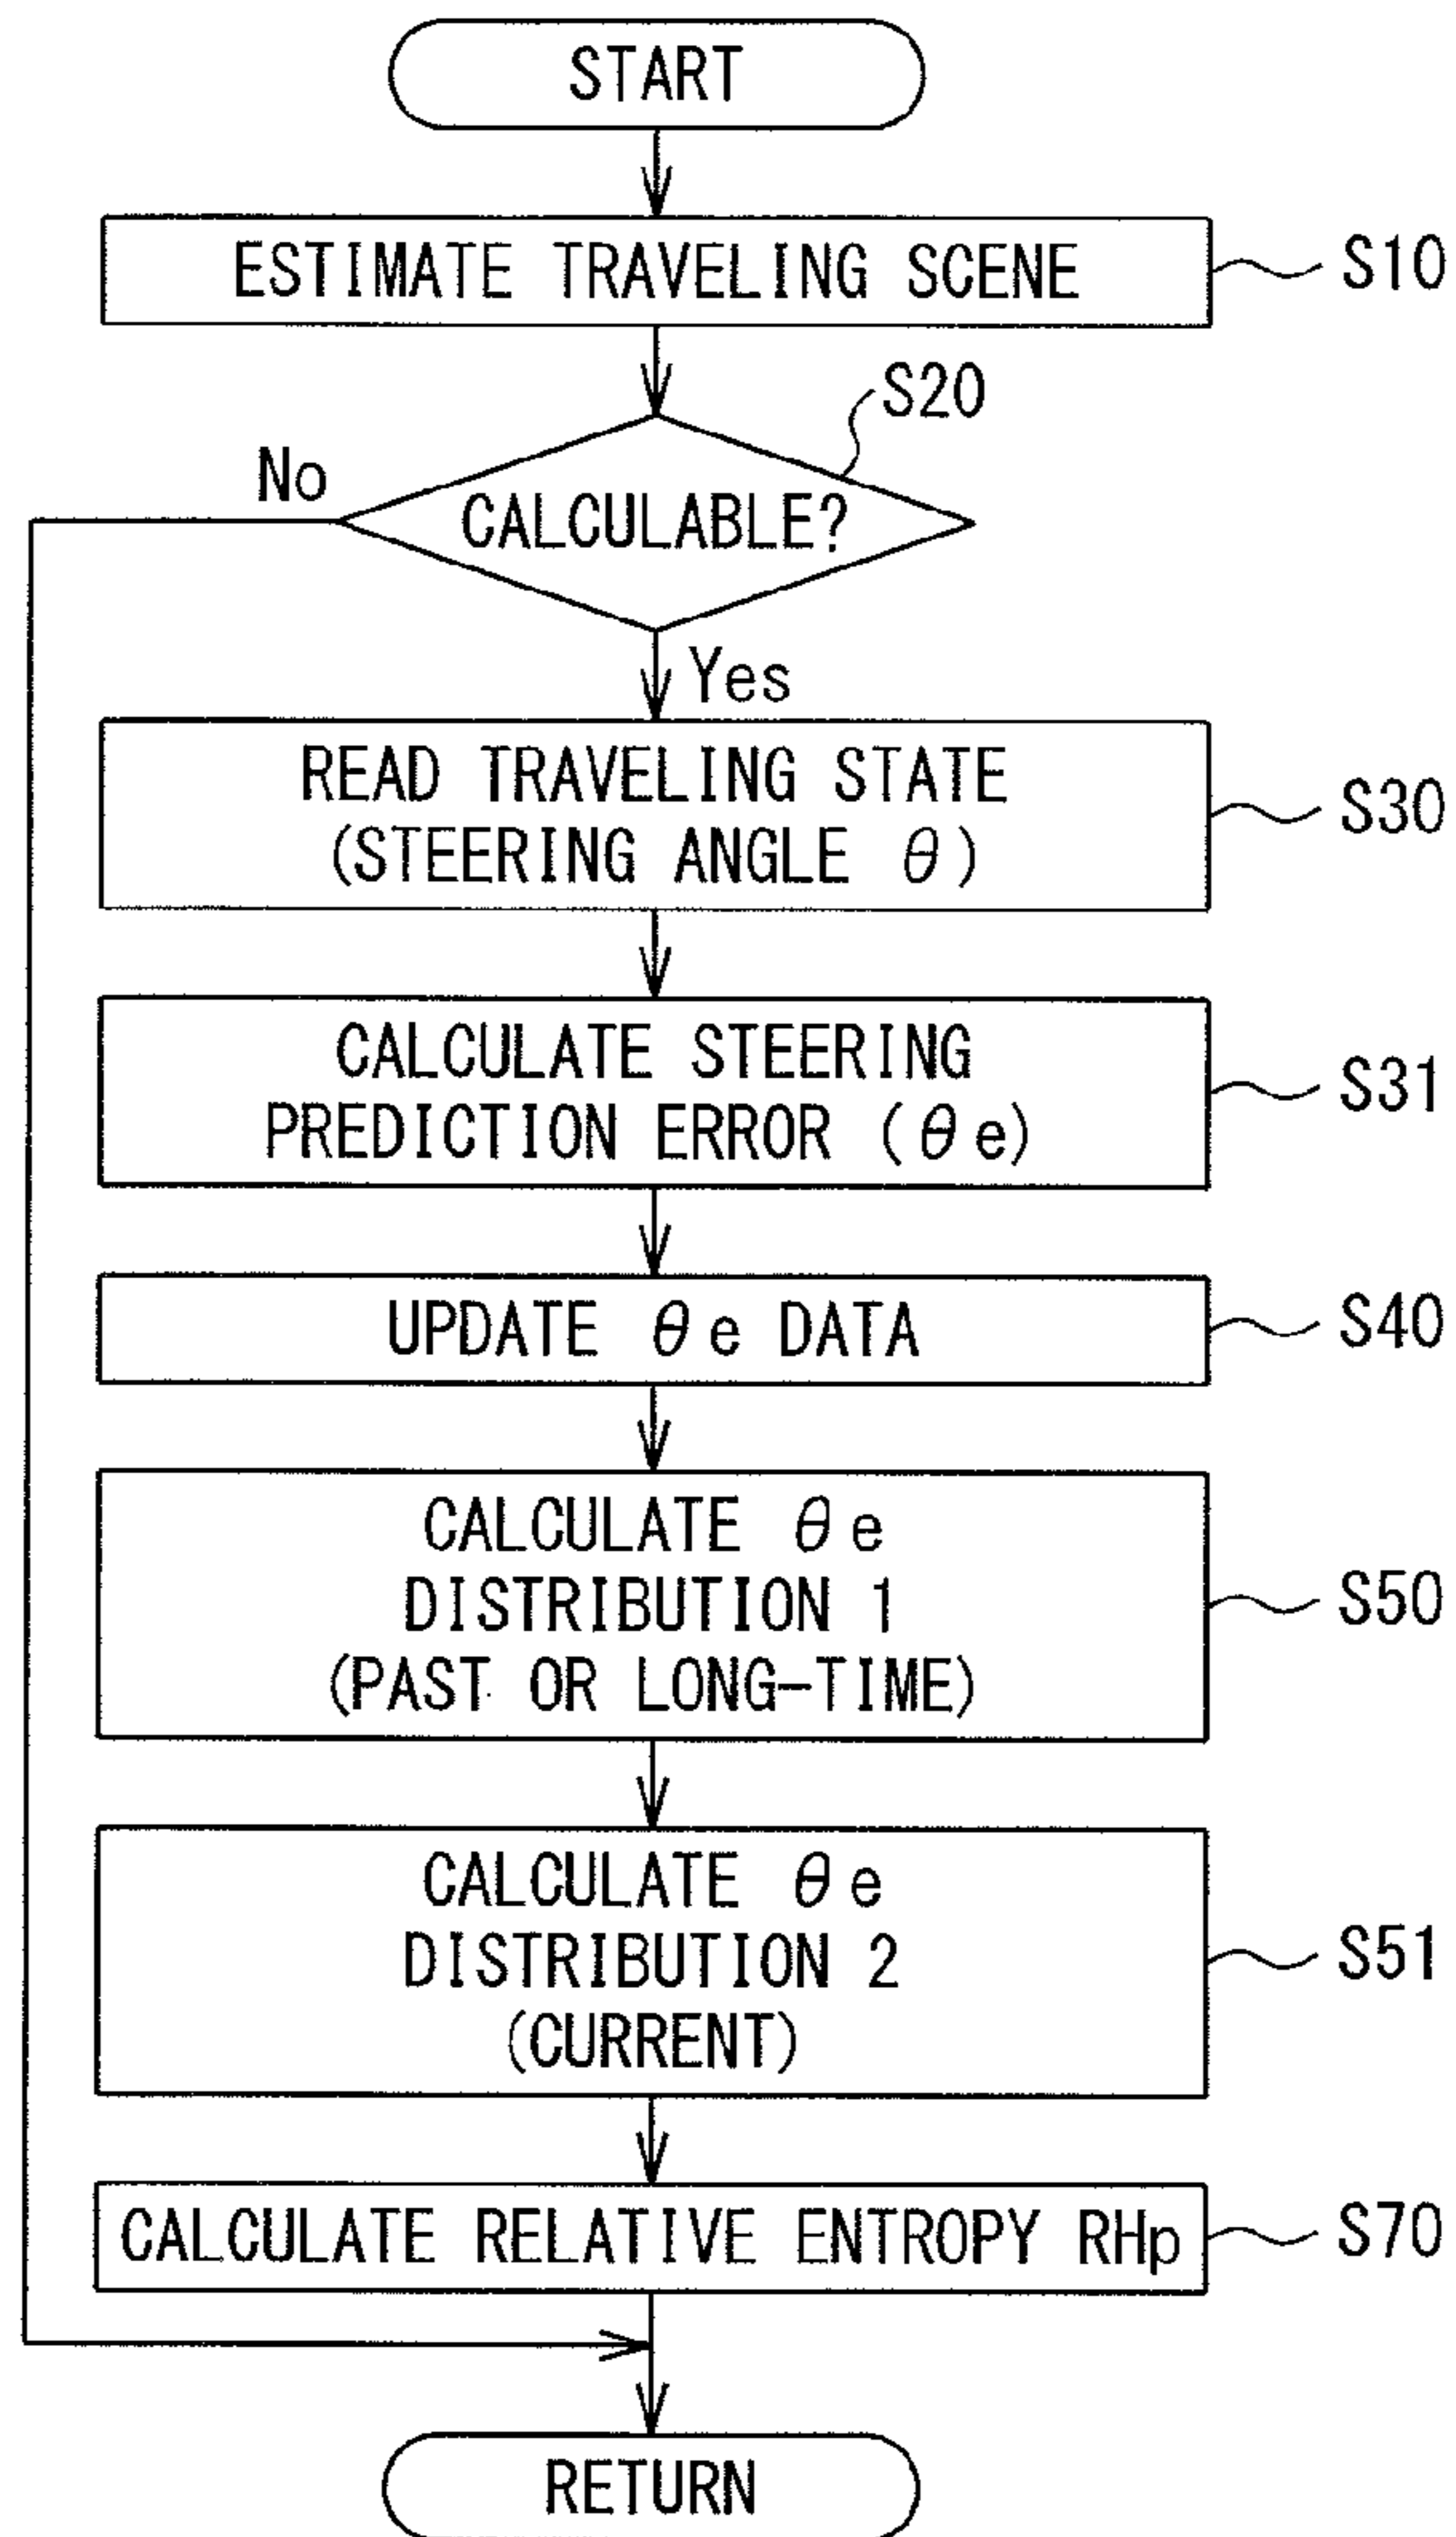 START
ESTIMATE TRAVELING SCENE
S10
S20
No
CALCULABLE?
Yes
READ TRAVELING STATE
(STEERING ANGLE θ)
S30
CALCULATE STEERING
PREDICTION ERROR (θe)
S31
UPDATE θe DATA
S40
CALCULATE θe
DISTRIBUTION 1
(PAST OR LONG-TIME)
S50
CALCULATE θe
DISTRIBUTION 2
(CURRENT)
S51
CALCULATE RELATIVE ENTROPY RHp
S70
RETURN